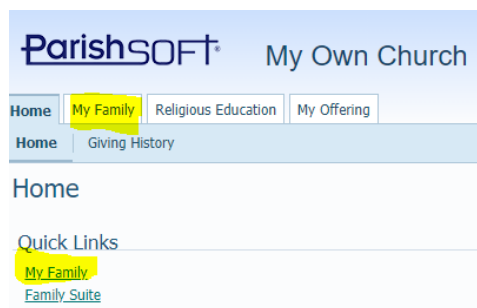 ParishSOFT My Own Church
Home My Family Religious Education My Offering
Home Giving History
Home
Quick Links
My Family
Family Suite